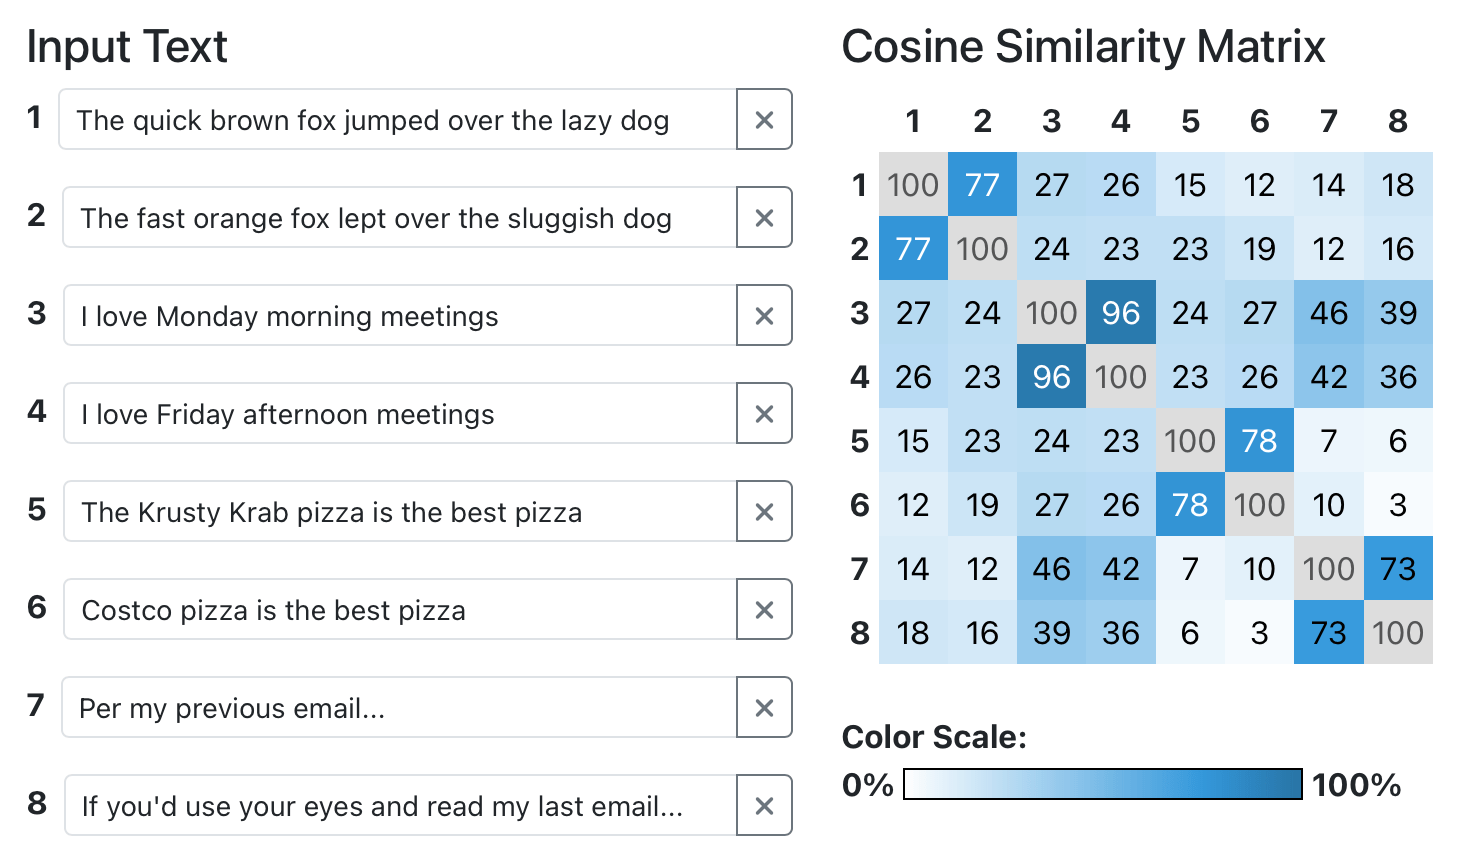 Input Text
1 The quick brown fox jumped over the lazy dog ×
2 The fast orange fox lept over the sluggish dog ×
3 I love Monday morning meetings ×
4 I love Friday afternoon meetings ×
5 The Krusty Krab pizza is the best pizza ×
6 Costco pizza is the best pizza ×
7 Per my previous email... ×
8 If you'd use your eyes and read my last email... ×
Cosine Similarity Matrix
1 2 3 4 5 6 7 8
1 100 77 27 26 15 12 14 18
2 77 100 24 23 23 19 12 16
3 27 24 100 96 24 27 46 39
4 26 23 96 100 23 26 42 36
5 15 23 24 23 100 78 7 6
6 12 19 27 26 78 100 10 3
7 14 12 46 42 7 10 100 73
8 18 16 39 36 6 3 73 100
Color Scale:
0% 100%